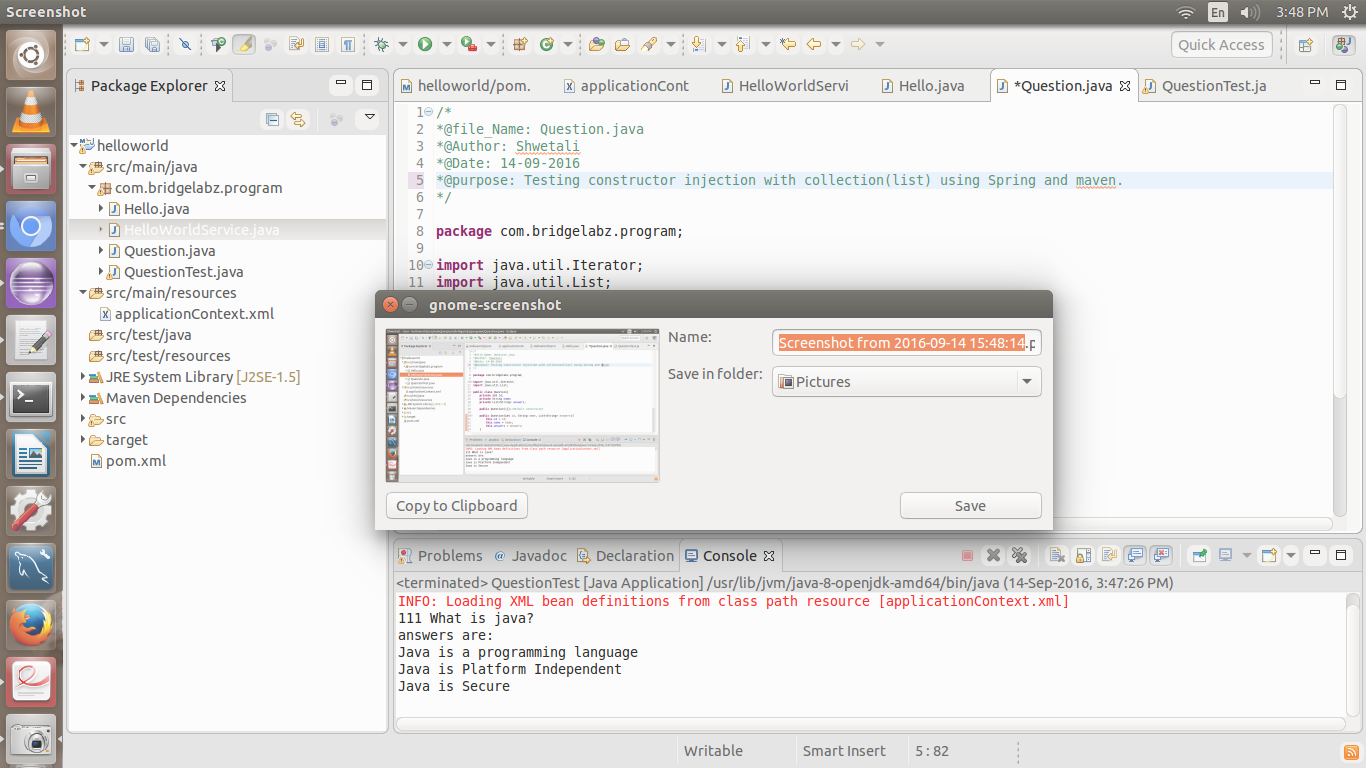 Screenshot
En
3:48 PM
Quick Access
Package Explorer
helloworld
src/main/java
com.bridgelabz.program
Hello.java
HelloWorldService.java
Question.java
QuestionTest.java
src/main/resources
applicationContext.xml
src/test/java
src/test/resources
JRE System Library [J2SE-1.5]
Maven Dependencies
src
target
pom.xml
helloworld/pom.
applicationCont
HelloWorldServi
Hello.java
*Question.java
QuestionTest.ja
1 /*
2 *@file_Name: Question.java
3 *@Author: Shwetali
4 *@Date: 14-09-2016
5 *@purpose: Testing constructor injection with collection(list) using Spring and maven.
6 */
7
8 package com.bridgelabz.program;
9
10 import java.util.Iterator;
11 import java.util.List;
gnome-screenshot
Name:
Screenshot from 2016-09-14 15:48:14.p
Save in folder:
Pictures
Copy to Clipboard
Save
Problems
@ Javadoc
Declaration
Console
<terminated> QuestionTest [Java Application] /usr/lib/jvm/java-8-openjdk-amd64/bin/java (14-Sep-2016, 3:47:26 PM)
INFO: Loading XML bean definitions from class path resource [applicationContext.xml]
111 What is java?
answers are:
Java is a programming language
Java is Platform Independent
Java is Secure
Writable
Smart Insert
5 : 82